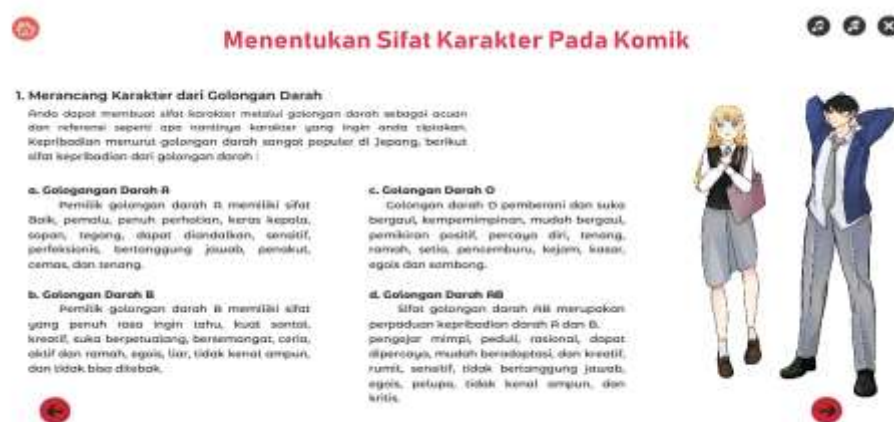 Menentukan Sifat Karakter Pada Komik
1. Merancang Karakter dari Golongan Darah
Anda dapat membuat sifat karakter melalui golongan darah sebagai acuan
dan referensi seperti apa nantinya karakter yang ingin anda ciptakan.
Kepribadian menurut golongan darah sangat populer di Jepang, berikut
sifat kepribadian dari golongan darah :
a. Gologangan Darah A
Pemilik golongan darah A memiliki sifat
Baik, pemalu, penuh perhatian, keras kepala,
sopan, tegang, dapat diandalkan, sensitif,
perfeksionis, bertanggung jawab, penakut,
cemas, dan tenang.
b. Golongan Darah B
Pemilik golongan darah B memiliki sifat
yang penuh rasa ingin tahu, kuat, santai,
kreatif, suka berpetualang, bersemangat, ceria,
aktif dan ramah, egois, liar, tidak kenal ampun,
dan tidak bisa ditebak.
c. Golongan Darah O
Golongan darah O pemberani dan suka
bergaul, kempemimpinan, mudah bergaul,
pemikiran positif, percaya diri, tenang,
ramah, setia, pencemburu, kejam, kasar,
egois dan sombong.
d. Golongan Darah AB
Sifat golongan darah AB merupakan
perpaduan kepribadian darah A dan B.
pengejar mimpi, peduli, rasional, dapat
dipercaya, mudah beradaptasi, dan kreatif,
rumit, sensitif, tidak bertanggung jawab,
egois, pelupa, tidak kenal ampun, dan
kritis.